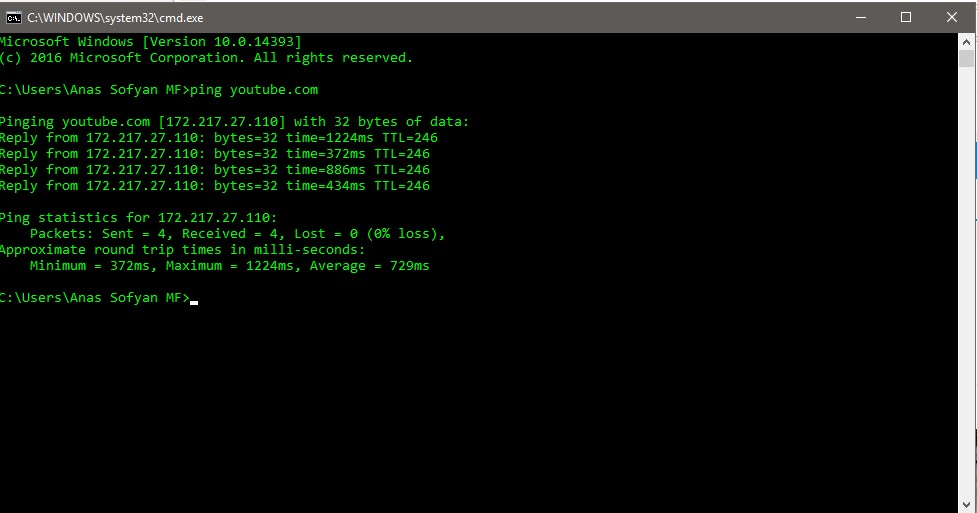 C:\WINDOWS\system32\cmd.exe
Microsoft Windows [Version 10.0.14393]
(c) 2016 Microsoft Corporation. All rights reserved.
C:\Users\Anas Sofyan MF>ping youtube.com
Pinging youtube.com [172.217.27.110] with 32 bytes of data:
Reply from 172.217.27.110: bytes=32 time=1224ms TTL=246
Reply from 172.217.27.110: bytes=32 time=372ms TTL=246
Reply from 172.217.27.110: bytes=32 time=886ms TTL=246
Reply from 172.217.27.110: bytes=32 time=434ms TTL=246
Ping statistics for 172.217.27.110:
Packets: Sent = 4, Received = 4, Lost = 0 (0% loss),
Approximate round trip times in milli-seconds:
Minimum = 372ms, Maximum = 1224ms, Average = 729ms
C:\Users\Anas Sofyan MF>